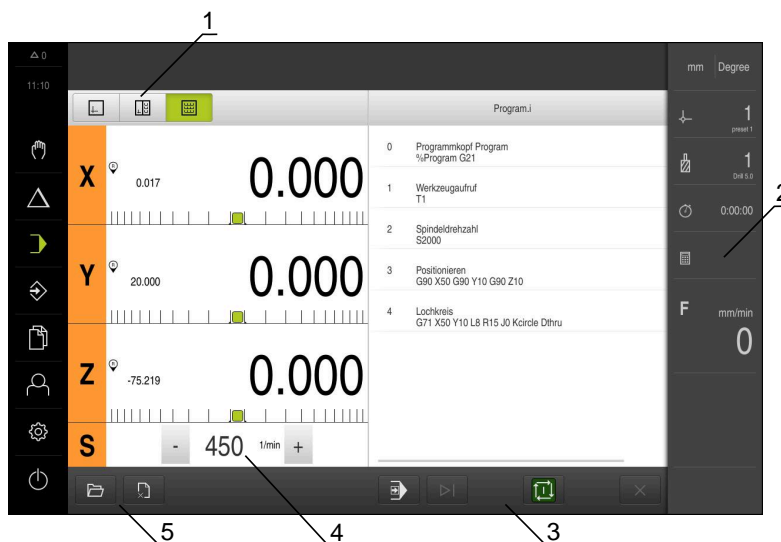 1
0
11:10
mm Degree
Program.i
1
preset 1
X
R
0.017
0.000
0 Programmkopf Program
%Program G21
1 Werkzeugaufruf
T1
1
Drill 5.0
2
0:00:00
2 Spindeldrehzahl
S2000
Y
R
20.000
0.000
3 Positionieren
G90 X50 G90 Y10 G90 Z10
4 Lochkreis
G71 X50 Y10 L8 R15 J0 Kcircle Dthru
F mm/min
0
Z
R
-75.219
0.000
S
- 450 1/min +
5
4
3